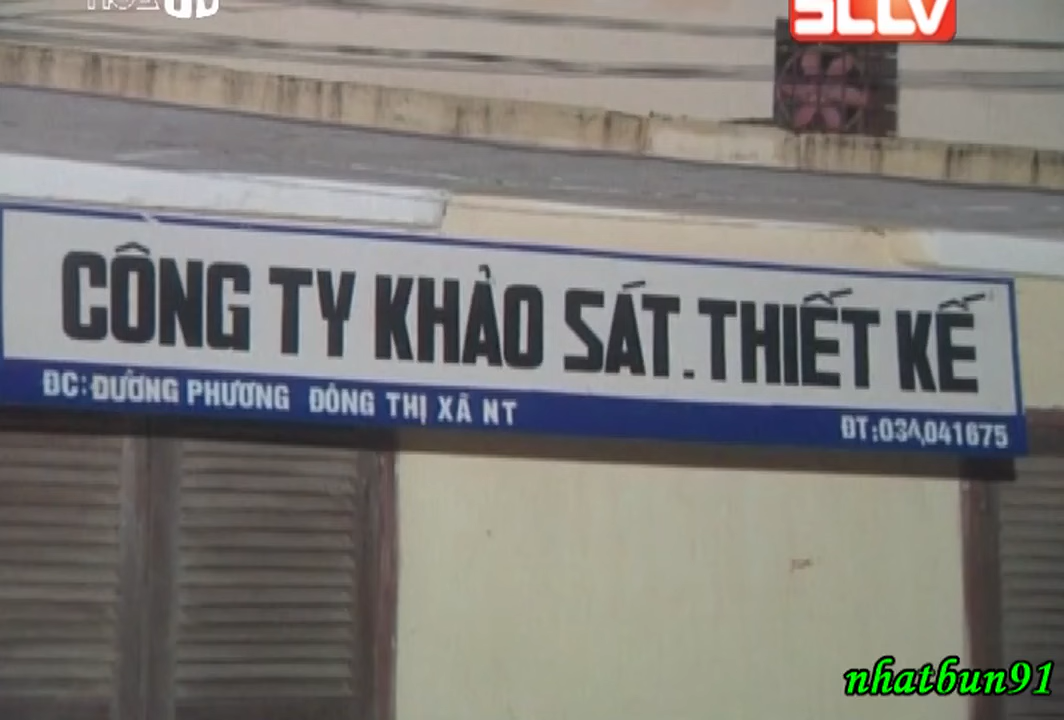 SCTV
CÔNG TY KHẢO SÁT.THIẾT KẾ
ĐC:ĐƯỜNG PHƯƠNG ĐÔNG THỊ XÃ NT
ĐT:034,041675
nhatbun91